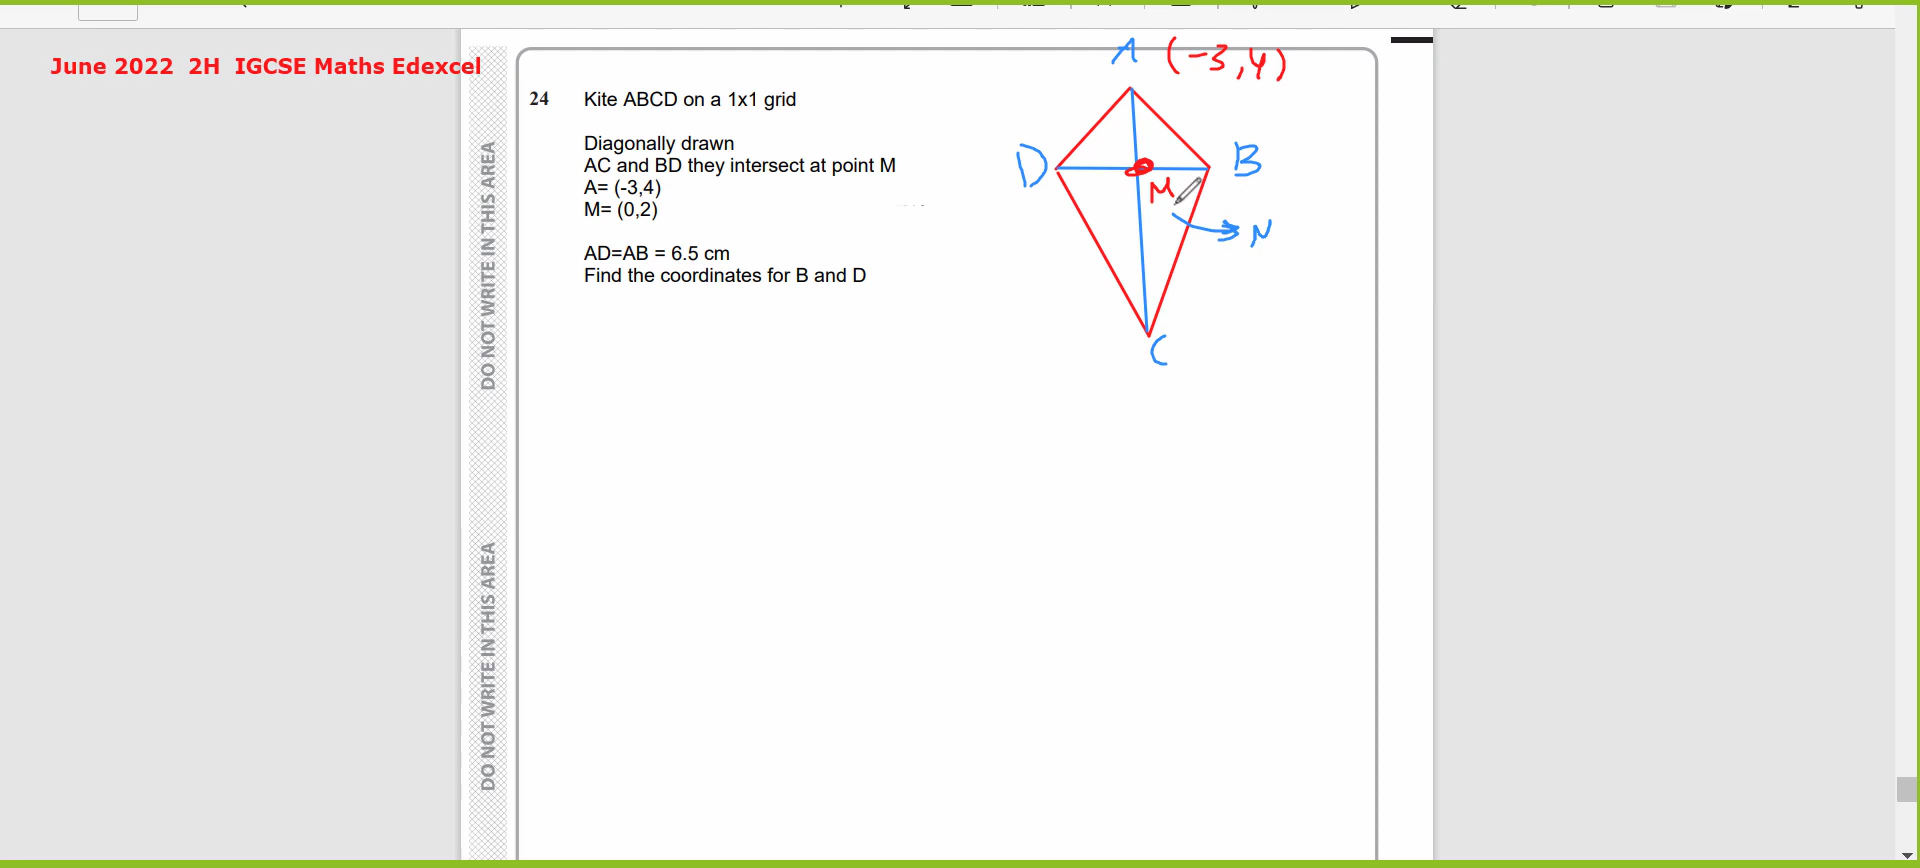 June 2022 2H IGCSE Maths Edexcel
A (-3,4)
24 Kite ABCD on a 1x1 grid
Diagonally drawn
D
B
AC and BD they intersect at point M
A= (-3,4)
M
M= (0,2)
N
AD=AB = 6.5 cm
Find the coordinates for B and D
C
DO NOT WRITE IN THIS AREA
DO NOT WRITE IN THIS AREA